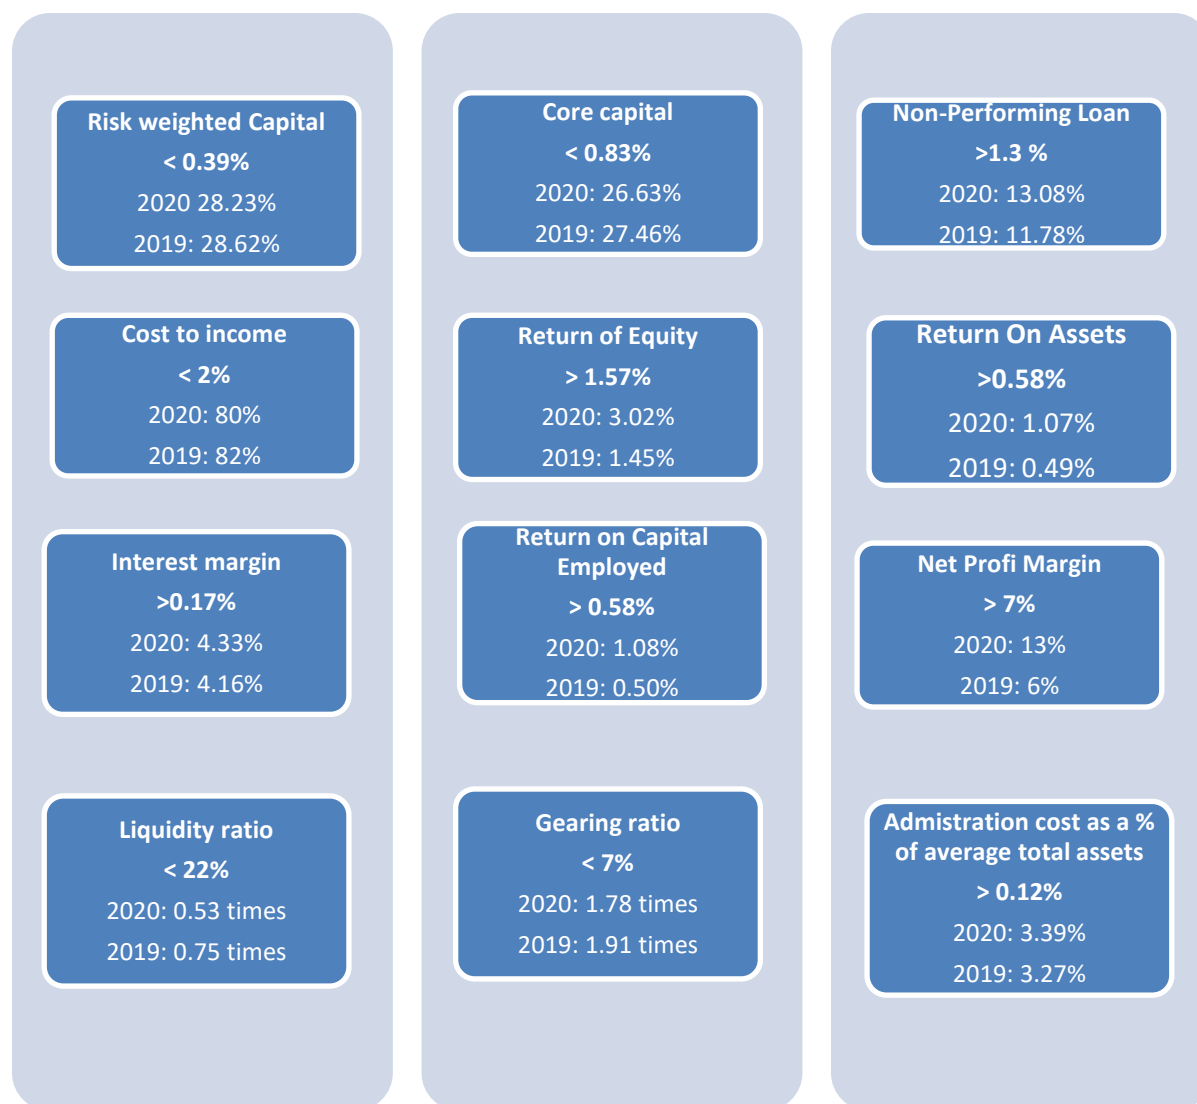 Risk weighted Capital
< 0.39%
2020 28.23%
2019: 28.62%
Core capital
< 0.83%
2020: 26.63%
2019: 27.46%
Non-Performing Loan
>1.3 %
2020: 13.08%
2019: 11.78%
Cost to income
< 2%
2020: 80%
2019: 82%
Return of Equity
> 1.57%
2020: 3.02%
2019: 1.45%
Return On Assets
>0.58%
2020: 1.07%
2019: 0.49%
Interest margin
>0.17%
2020: 4.33%
2019: 4.16%
Return on Capital
Employed
> 0.58%
2020: 1.08%
2019: 0.50%
Net Profi Margin
> 7%
2020: 13%
2019: 6%
Liquidity ratio
< 22%
2020: 0.53 times
2019: 0.75 times
Gearing ratio
< 7%
2020: 1.78 times
2019: 1.91 times
Admistration cost as a %
of average total assets
> 0.12%
2020: 3.39%
2019: 3.27%